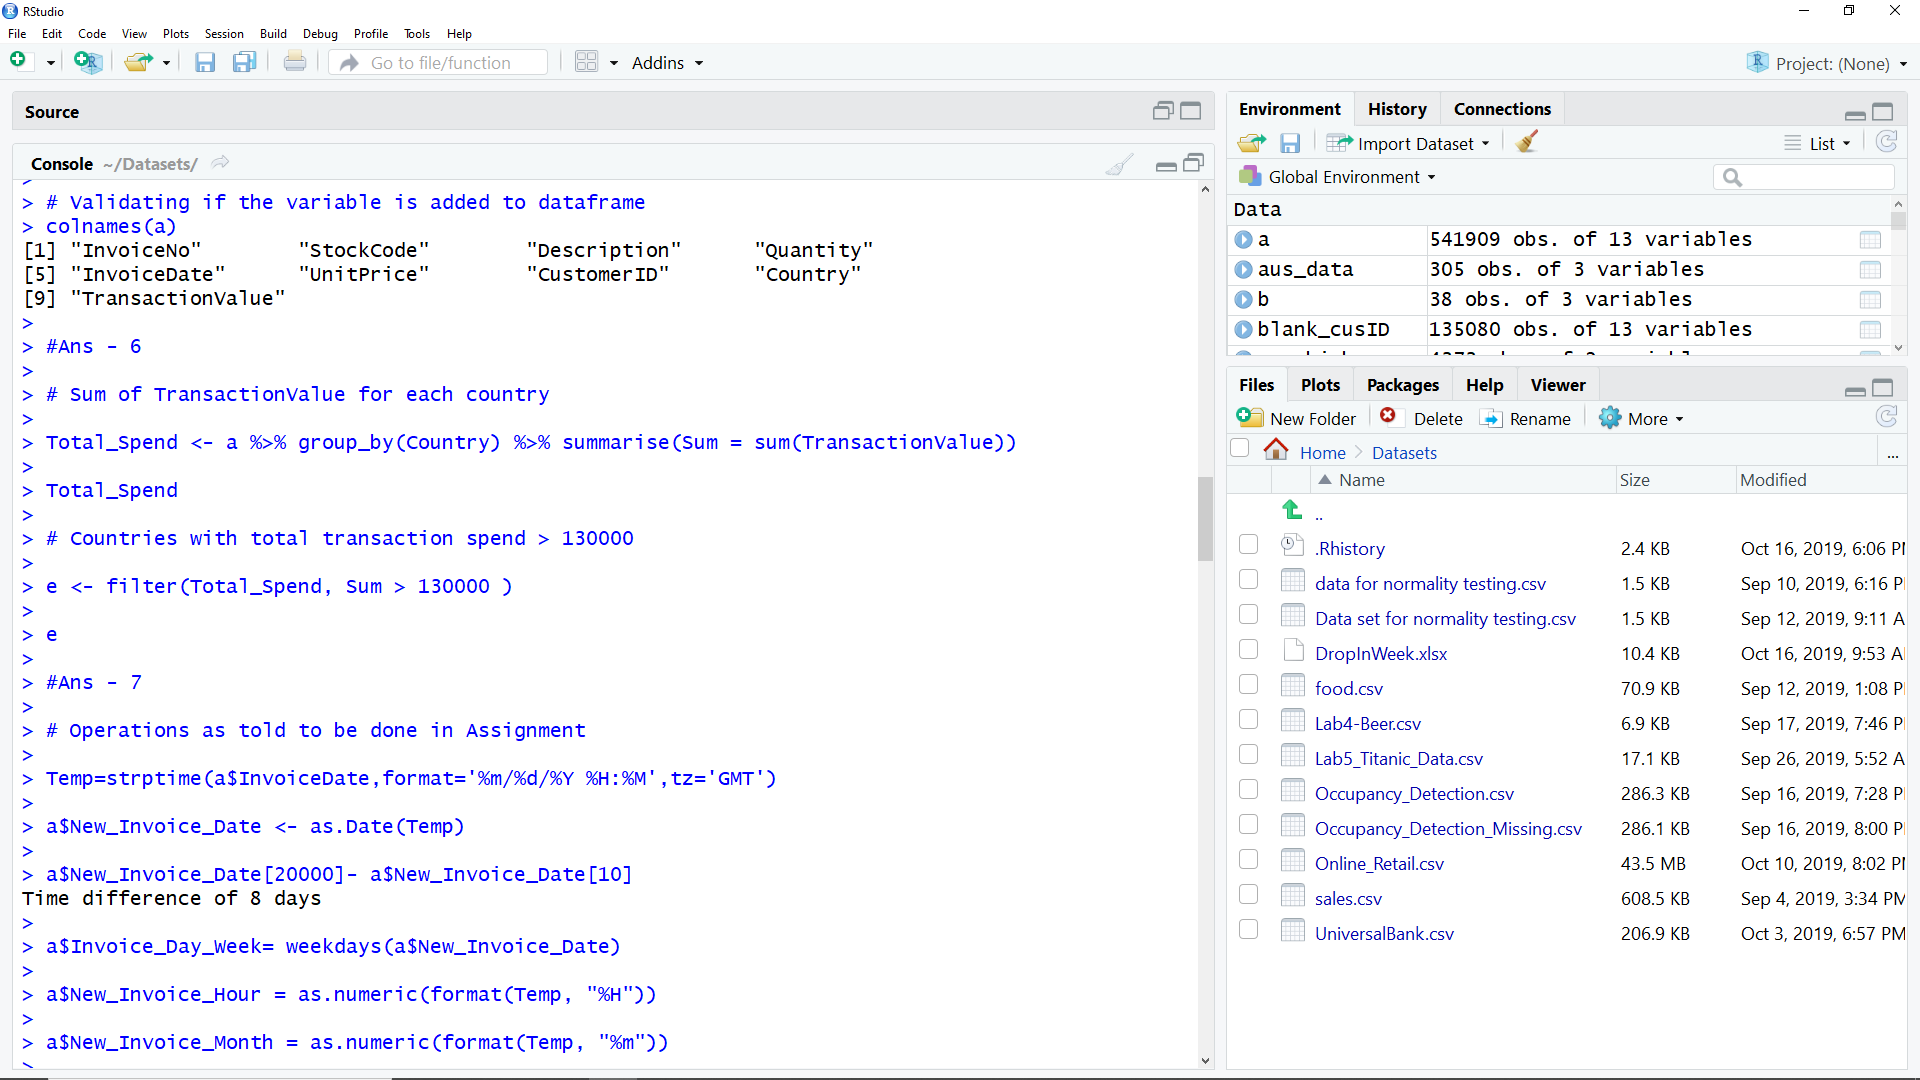 RStudio
File Edit Code View Plots Session Build Debug Profile Tools Help
Go to file/function Addins Project: (None)
Source
Console ~/Datasets/
> # Validating if the variable is added to dataframe
> colnames(a)
[1] "InvoiceNo" "StockCode" "Description" "Quantity"
[5] "InvoiceDate" "UnitPrice" "CustomerID" "Country"
[9] "TransactionValue"
>
> #Ans - 6
>
> # Sum of TransactionValue for each country
>
> Total_Spend <- a %>% group_by(Country) %>% summarise(Sum = sum(TransactionValue))
>
> Total_Spend
>
> # Countries with total transaction spend > 130000
>
> e <- filter(Total_Spend, Sum > 130000 )
>
> e
>
> #Ans - 7
>
> # Operations as told to be done in Assignment
>
> Temp=strptime(a$InvoiceDate,format='%m/%d/%Y %H:%M',tz='GMT')
>
> a$New_Invoice_Date <- as.Date(Temp)
>
> a$New_Invoice_Date[20000]- a$New_Invoice_Date[10]
Time difference of 8 days
>
> a$Invoice_Day_Week= weekdays(a$New_Invoice_Date)
>
> a$New_Invoice_Hour = as.numeric(format(Temp, "%H"))
>
> a$New_Invoice_Month = as.numeric(format(Temp, "%m"))
Environment History Connections
Import Dataset List
Global Environment
Data
a 541909 obs. of 13 variables
aus_data 305 obs. of 3 variables
b 38 obs. of 3 variables
blank_cusID 135080 obs. of 13 variables
Files Plots Packages Help Viewer
New Folder Delete Rename More
Home Datasets ...
Name Size Modified
..
.Rhistory 2.4 KB Oct 16, 2019, 6:06 P
data for normality testing.csv 1.5 KB Sep 10, 2019, 6:16 P
Data set for normality testing.csv 1.5 KB Sep 12, 2019, 9:11 A
DropInWeek.xlsx 10.4 KB Oct 16, 2019, 9:53 A
food.csv 70.9 KB Sep 12, 2019, 1:08 P
Lab4-Beer.csv 6.9 KB Sep 17, 2019, 7:46 P
Lab5_Titanic_Data.csv 17.1 KB Sep 26, 2019, 5:52 A
Occupancy_Detection.csv 286.3 KB Sep 16, 2019, 7:28 P
Occupancy_Detection_Missing.csv 286.1 KB Sep 16, 2019, 8:00 P
Online_Retail.csv 43.5 MB Oct 10, 2019, 8:02 P
sales.csv 608.5 KB Sep 4, 2019, 3:34 PM
UniversalBank.csv 206.9 KB Oct 3, 2019, 6:57 PM